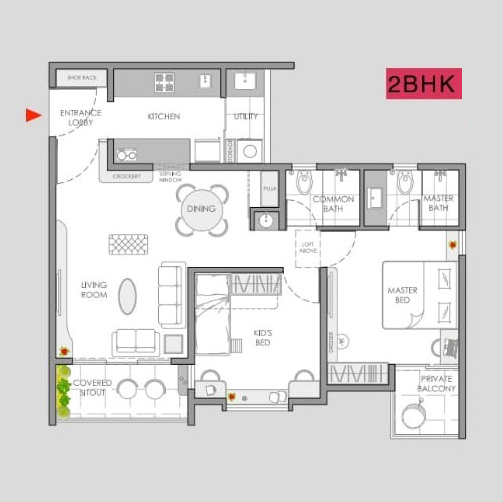 2BHK
SHOE RACK
ENTRANCE
LOBBY
KITCHEN
UTILITY
STORAGE
CROCKERY
SERVING
WINDOW
PUJA
DINING
COMMON
BATH
MASTER
BATH
LOFT
ABOVE
LIVING
ROOM
KID'S
BED
MASTER
BED
COVERED
SITOUT
PRIVATE
BALCONY